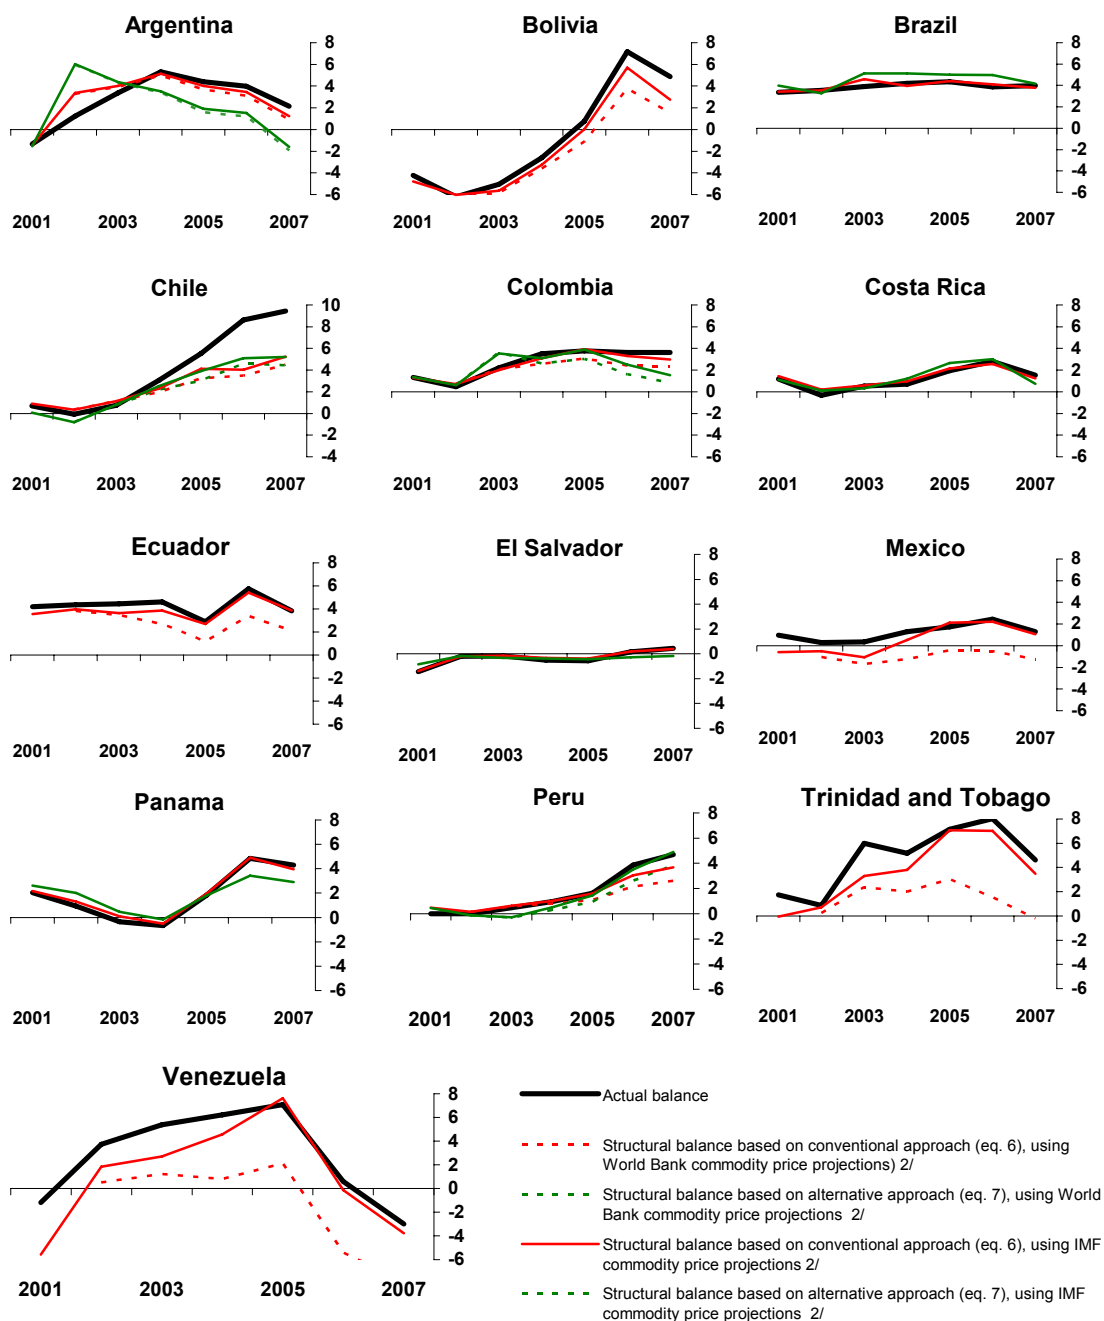 Argentina
8
6
4
2
0
-2
-4
-6
2001 2003 2005 2007
Bolivia
8
6
4
2
0
-2
-4
-6
2001 2003 2005 2007
Brazil
8
6
4
2
0
-2
-4
-6
2001 2003 2005 2007
Chile
10
8
6
4
2
0
-2
-4
2001 2003 2005 2007
Colombia
8
6
4
2
0
-2
-4
-6
2001 2003 2005 2007
Costa Rica
8
6
4
2
0
-2
-4
-6
2001 2003 2005 2007
Ecuador
8
6
4
2
0
-2
-4
-6
2001 2003 2005 2007
El Salvador
8
6
4
2
0
-2
-4
-6
2001 2003 2005 2007
Mexico
8
6
4
2
0
-2
-4
-6
2001 2003 2005 2007
Panama
8
6
4
2
0
-2
-4
-6
2001 2003 2005 2007
Peru
8
6
4
2
0
-2
-4
-6
2001 2003 2005 2007
Trinidad and Tobago
8
6
4
2
0
-2
-4
-6
2001 2003 2005 2007
Venezuela
8
6
4
2
0
-2
-4
-6
2001 2003 2005 2007
Actual balance
Structural balance based on conventional approach (eq. 6), using
World Bank commodity price projections) 2/
Structural balance based on alternative approach (eq. 7), using World
Bank commodity price projections 2/
Structural balance based on conventional approach (eq. 6), using IMF
commodity price projections 2/
Structural balance based on alternative approach (eq. 7), using IMF
commodity price projections 2/